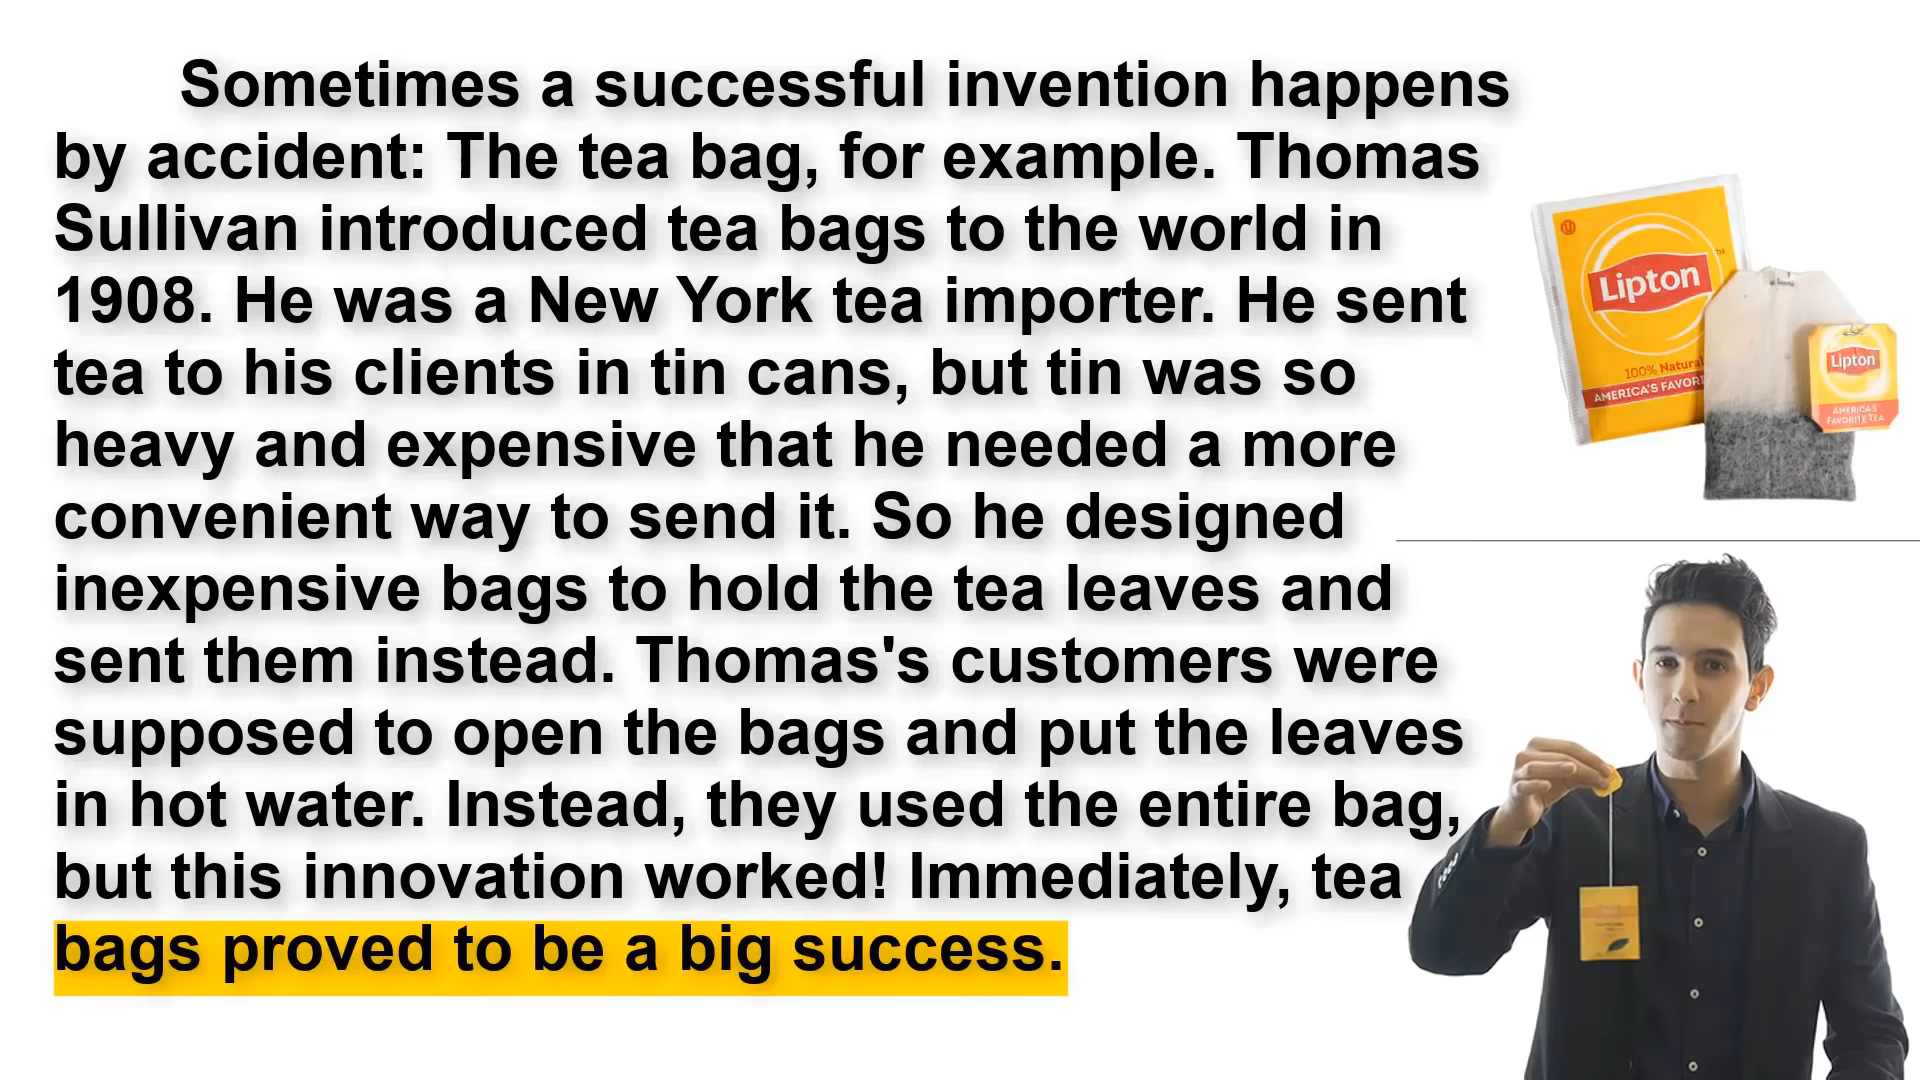 Sometimes a successful invention happens
by accident: The tea bag, for example. Thomas
Sullivan introduced tea bags to the world in
1908. He was a New York tea importer. He sent
tea to his clients in tin cans, but tin was so
heavy and expensive that he needed a more
convenient way to send it. So he designed
inexpensive bags to hold the tea leaves and
sent them instead. Thomas's customers were
supposed to open the bags and put the leaves
in hot water. Instead, they used the entire bag,
but this innovation worked! Immediately, tea
bags proved to be a big success.
U
Lipton
TM
100% Natural
AMERICA'S FAVORI
Lipton
AMERICA'S
FAVORITE TEA